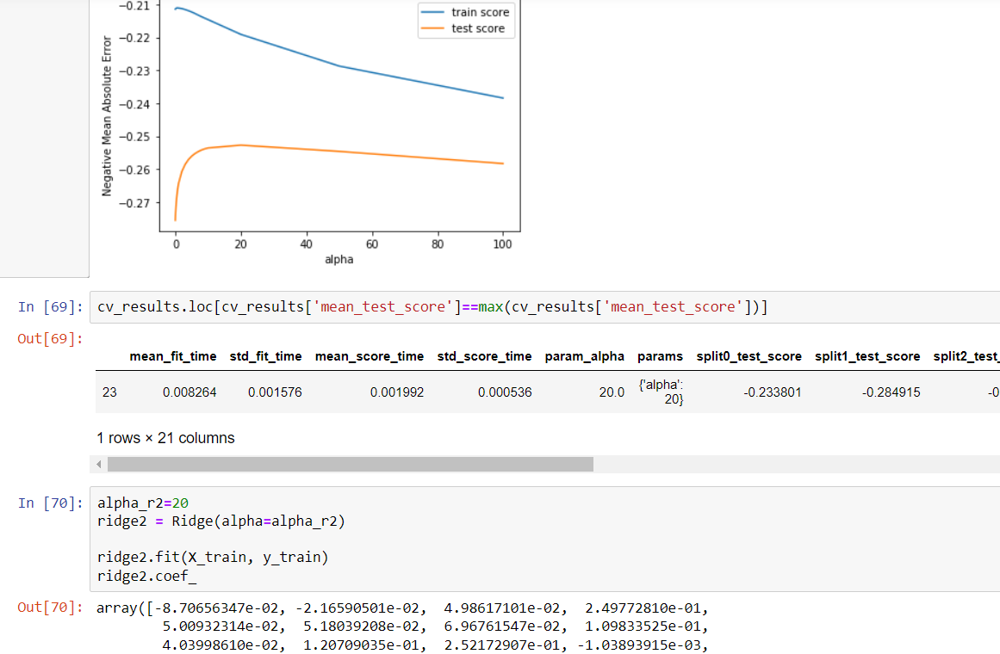 −0.21
train score
test score
−0.22
−0.23
−0.24
−0.25
−0.26
−0.27
Negative Mean Absolute Error
0 20 40 60 80 100
alpha
In [69]: cv_results.loc[cv_results['mean_test_score']==max(cv_results['mean_test_score'])]
Out[69]:
mean_fit_time std_fit_time mean_score_time std_score_time param_alpha params split0_test_score split1_test_score split2_test_
23 0.008264 0.001576 0.001992 0.000536 20.0 {'alpha': 20} -0.233801 -0.284915 -0
1 rows × 21 columns
In [70]: alpha_r2=20
ridge2 = Ridge(alpha=alpha_r2)
ridge2.fit(X_train, y_train)
ridge2.coef_
Out[70]: array([-8.70656347e-02, -2.16590501e-02, 4.98617101e-02, 2.49772810e-01,
5.00932314e-02, 5.18039208e-02, 6.96761547e-02, 1.09833525e-01,
4.03998610e-02, 1.20709035e-01, 2.52172907e-01, -1.03893915e-03,